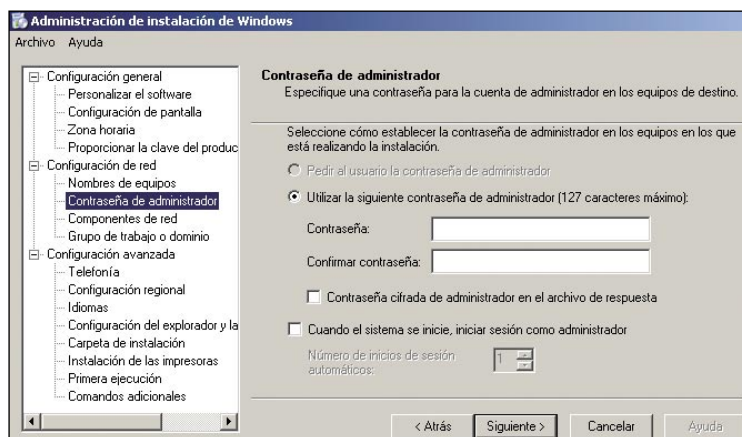 Administración de instalación de Windows
Archivo Ayuda
Configuración general
Personalizar el software
Configuración de pantalla
Zona horaria
Proporcionar la clave del produc
Configuración de red
Nombres de equipos
Contraseña de administrador
Componentes de red
Grupo de trabajo o dominio
Configuración avanzada
Telefonía
Configuración regional
Idiomas
Configuración del explorador y la
Carpeta de instalación
Instalación de las impresoras
Primera ejecución
Comandos adicionales
Contraseña de administrador
Especifique una contraseña para la cuenta de administrador en los equipos de destino.
Seleccione cómo establecer la contraseña de administrador en los equipos en los que
está realizando la instalación.
Pedir al usuario la contraseña de administrador
Utilizar la siguiente contraseña de administrador (127 caracteres máximo):
Contraseña:
Confirmar contraseña:
Contraseña cifrada de administrador en el archivo de respuesta
Cuando el sistema se inicie, iniciar sesión como administrador
Número de inicios de sesión
automáticos:
1
< Atrás Siguiente > Cancelar Ayuda